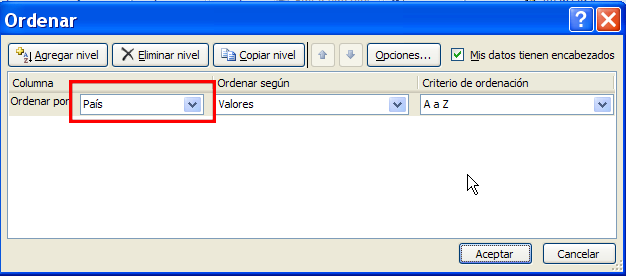 Ordenar
Agregar nivel Eliminar nivel Copiar nivel Opciones... Mis datos tienen encabezados
Columna Ordenar según Criterio de ordenación
Ordenar por País Valores A a Z
Aceptar Cancelar